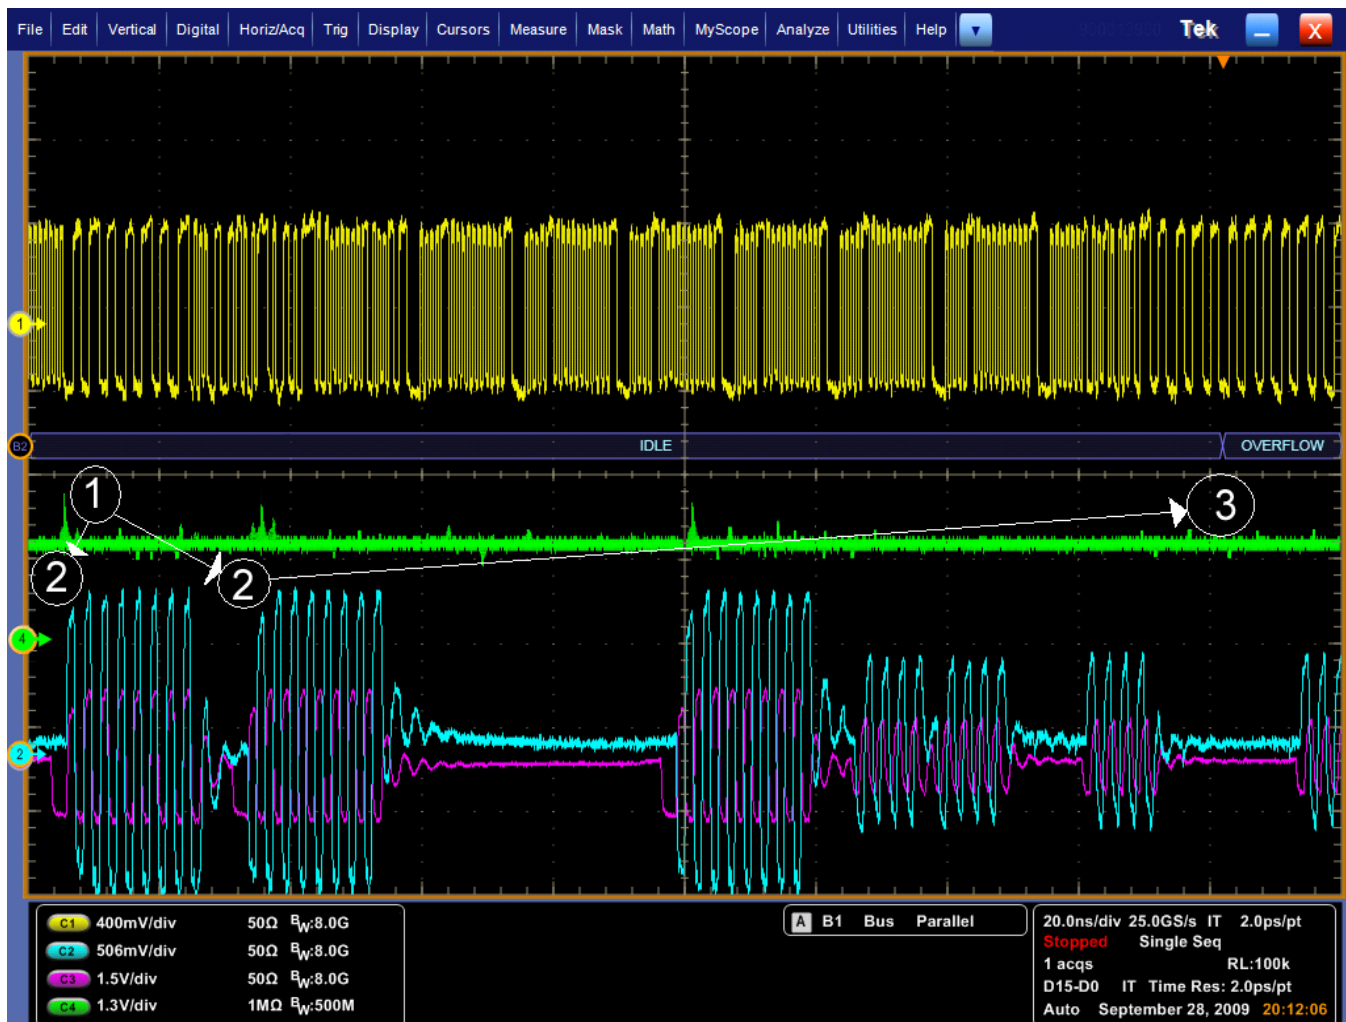 File Edit Vertical Digital Horiz/Acq Trig Display Cursors Measure Mask Math MyScope Analyze Utilities Help Tek X
1
B2 IDLE OVERFLOW
1
3
2 2
4
2
C1 400mV/div 50Ω BW:8.0G
C2 506mV/div 50Ω BW:8.0G
C3 1.5V/div 50Ω BW:8.0G
C4 1.3V/div 1MΩ BW:500M
A B1 Bus Parallel
20.0ns/div 25.0GS/s IT 2.0ps/pt
Stopped Single Seq
1 acqs RL:100k
D15-D0 IT Time Res: 2.0ps/pt
Auto September 28, 2009 20:12:06